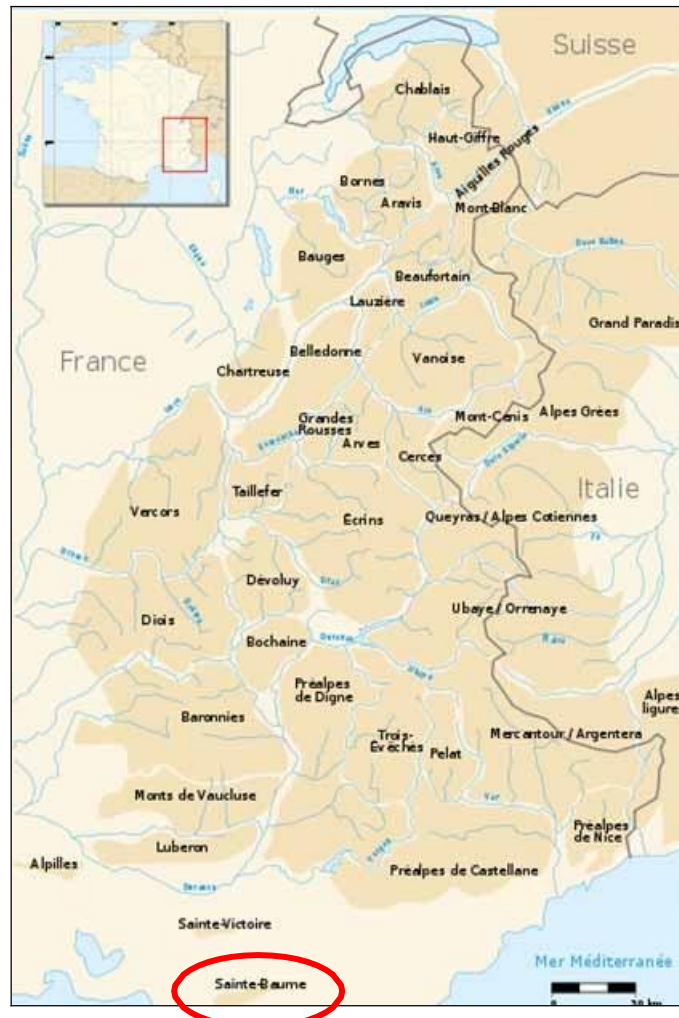 Suisse
Chablais
Haut-Giffre
Aiguilles Rouges
Bornes
Aravis
Mont-Blanc
Bauges
Beaufortain
Lauzière
Grand Paradis
Belledonne
Vanoise
France
Chartreuse
Mont-Cenis
Alpes Grées
Grandes
Rousses
Arves
Cerces
Italie
Taillefer
Vercors
Ecrins
Queyras / Alpes Cotiennes
Dévoluy
Ubaye / Orrenaye
Diois
Bochaine
Préalpes
de Digne
Alpes
ligure
Baronnies
Trois-
Evêchés
Pelat
Mercantour / Argentera
Monts de Vaucluse
Var
Préalpes
de Nice
Luberon
Alpilles
Préalpes de Castellane
Sainte-Victoire
Mer Méditerranée
Sainte-Baume